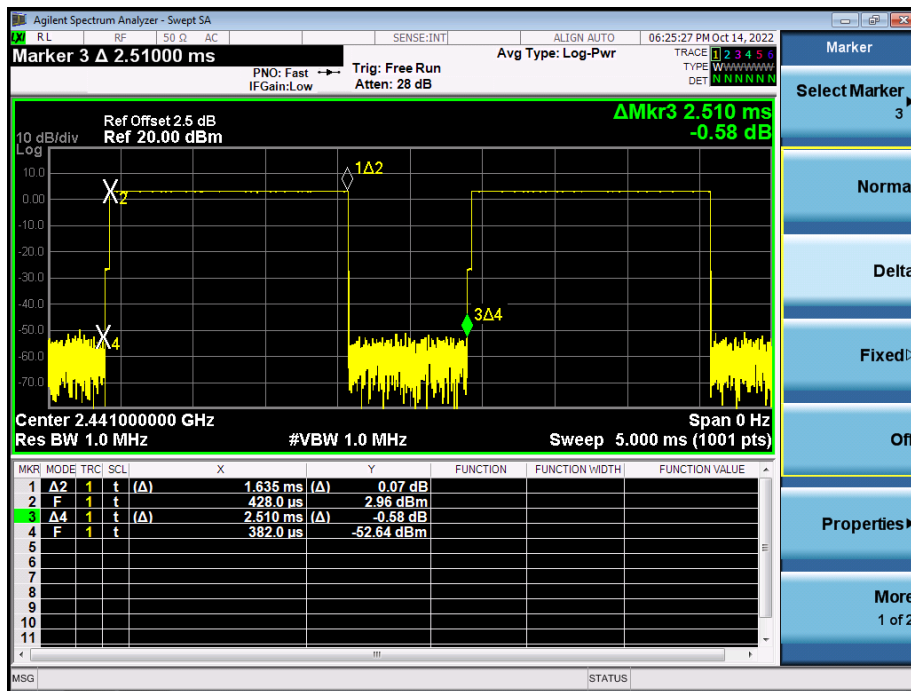 Agilent Spectrum Analyzer - Swept SA
LXI RL RF 50 Ω AC SENSE:INT ALIGN AUTO 06:25:27 PM Oct 14, 2022
Marker 3 Δ 2.51000 ms
PNO: Fast
IFGain:Low
Trig: Free Run
Atten: 28 dB
Avg Type: Log-Pwr
TRACE 1 2 3 4 5 6
TYPE WWWWWW
DET N N N N N N
Ref Offset 2.5 dB
10 dB/div Ref 20.00 dBm
Log
ΔMkr3 2.510 ms
-0.58 dB
10.0
0.00
-10.0
-20.0
-30.0
-40.0
-50.0
-60.0
-70.0
1Δ2
2
3Δ4
4
Center 2.441000000 GHz Span 0 Hz
Res BW 1.0 MHz #VBW 1.0 MHz Sweep 5.000 ms (1001 pts)
MKR MODE TRC SCL X Y FUNCTION FUNCTION WIDTH FUNCTION VALUE
1 Δ2 1 t (Δ) 1.635 ms (Δ) 0.07 dB
2 F 1 t 428.0 µs 2.96 dBm
3 Δ4 1 t (Δ) 2.510 ms (Δ) -0.58 dB
4 F 1 t 382.0 µs -52.64 dBm
5
6
7
8
9
10
11
MSG STATUS
Marker
Select Marker
3
Norma
Delta
Fixed
Off
Properties
More
1 of 2